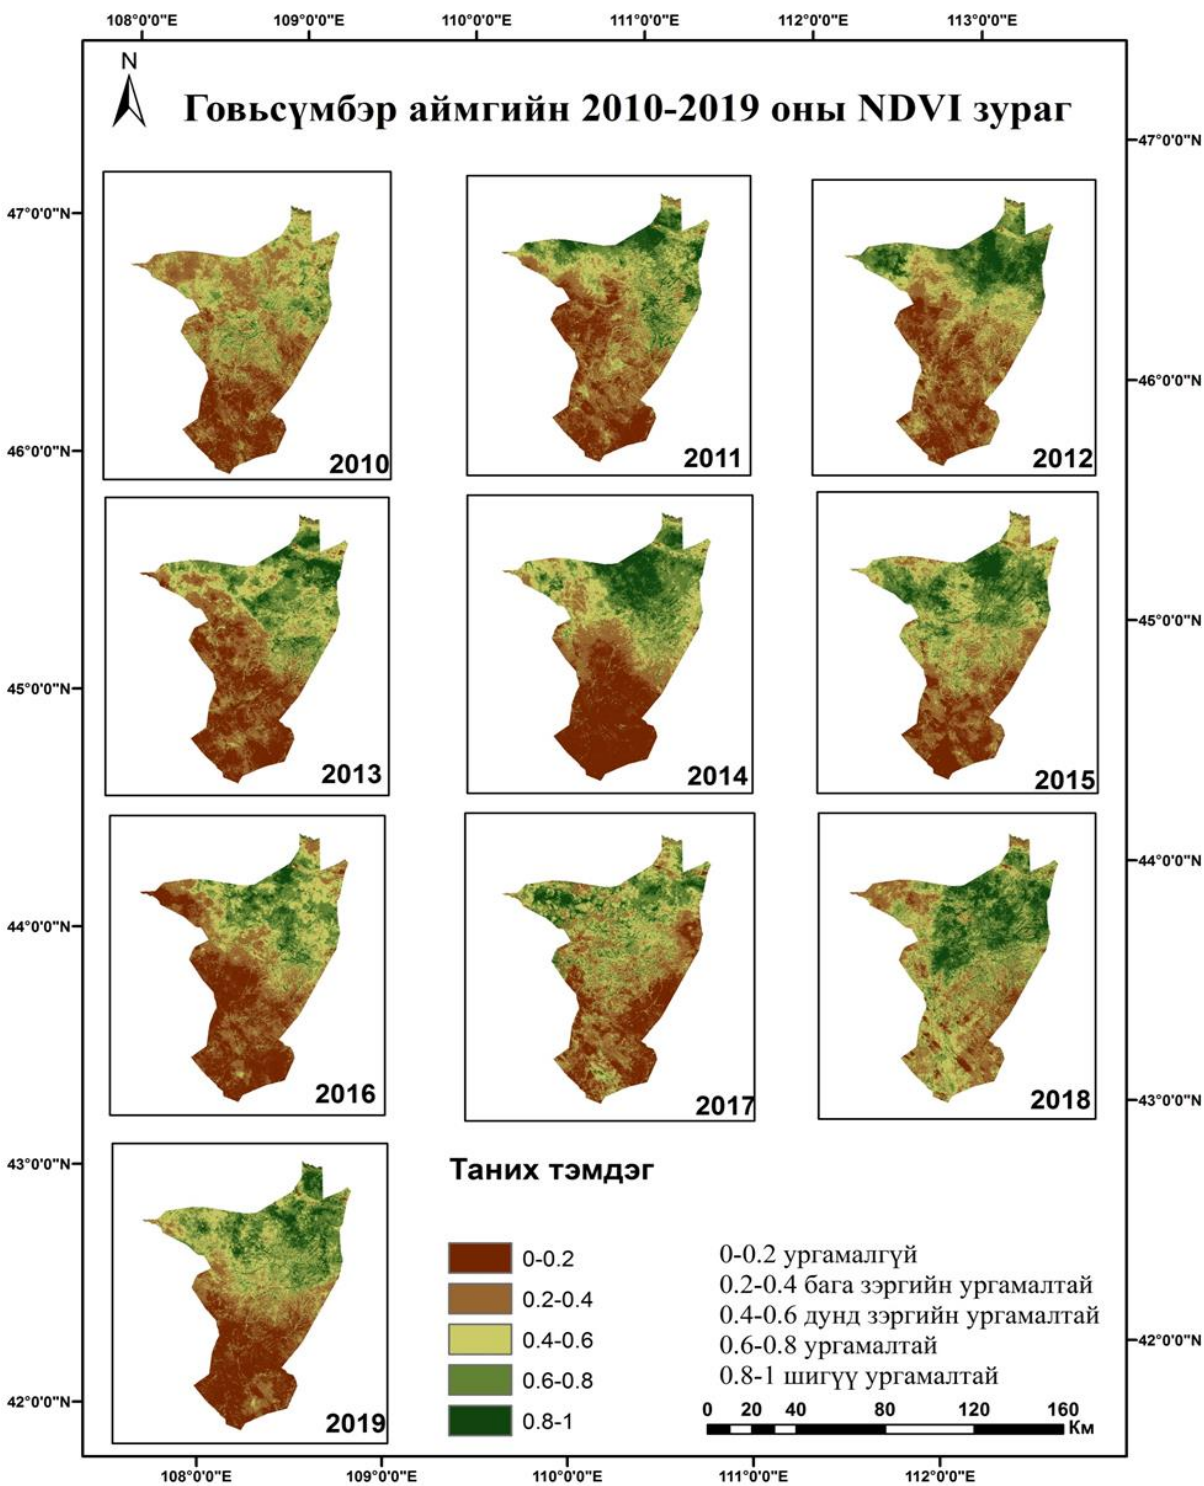 108°0'0"E 109°0'0"E 110°0'0"E 111°0'0"E 112°0'0"E 113°0'0"E
N
Говьсүмбэр аймгийн 2010-2019 оны NDVI зураг
47°0'0"N
47°0'0"N
46°0'0"N
46°0'0"N
2010
2011
2012
45°0'0"N
45°0'0"N
2013
2014
2015
44°0'0"N
44°0'0"N
43°0'0"N
2016
2017
2018
43°0'0"N
Таних тэмдэг
0-0.2
0.2-0.4
0.4-0.6
0.6-0.8
0.8-1
0-0.2 ургамалгүй
0.2-0.4 бага зэргийн ургамалтай
0.4-0.6 дунд зэргийн ургамалтай
0.6-0.8 ургамалтай
0.8-1 шигүү ургамалтай
42°0'0"N
42°0'0"N
2019
0 20 40 80 120 160
Км
108°0'0"E 109°0'0"E 110°0'0"E 111°0'0"E 112°0'0"E